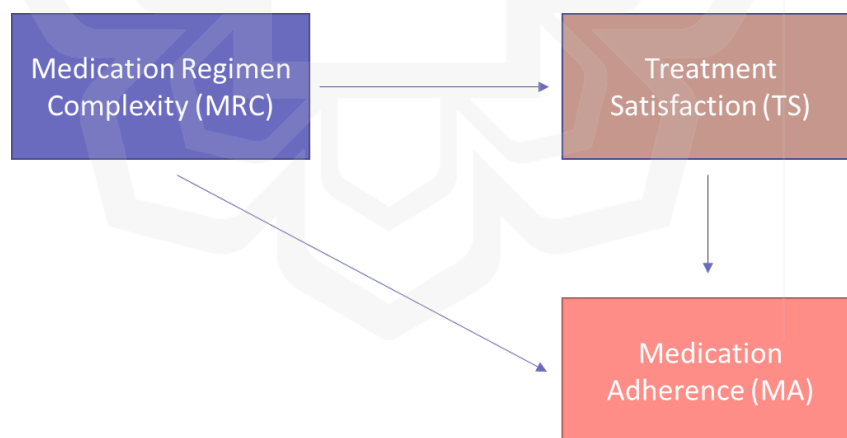 Medication Regimen
Complexity (MRC)
Treatment
Satisfaction (TS)
Medication
Adherence (MA)